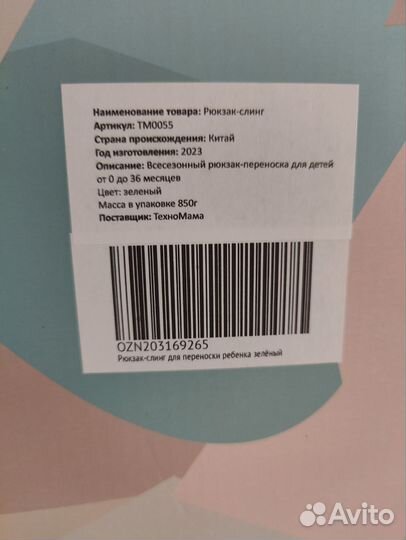 Наименование товара: Рюкзак-слинг
Артикул: ТМ0055
Страна происхождения: Китай
Год изготовления: 2023
Описание: Всесезонный рюкзак-переноска для детей
от 0 до 36 месяцев
Цвет: зеленый
Масса в упаковке 850г
Поставщик: ТехноМама
OZN203169265
Рюкзак-слинг для переноски ребенка зелёный
Avito